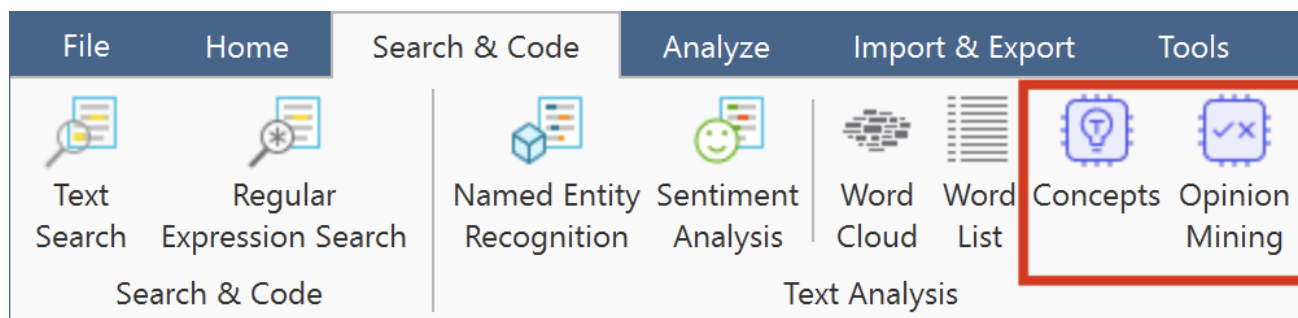 File Home Search & Code Analyze Import & Export Tools
Text Search
Regular Expression Search
Named Entity Recognition
Sentiment Analysis
Word Cloud
Word List
Concepts
Opinion Mining
Search & Code
Text Analysis